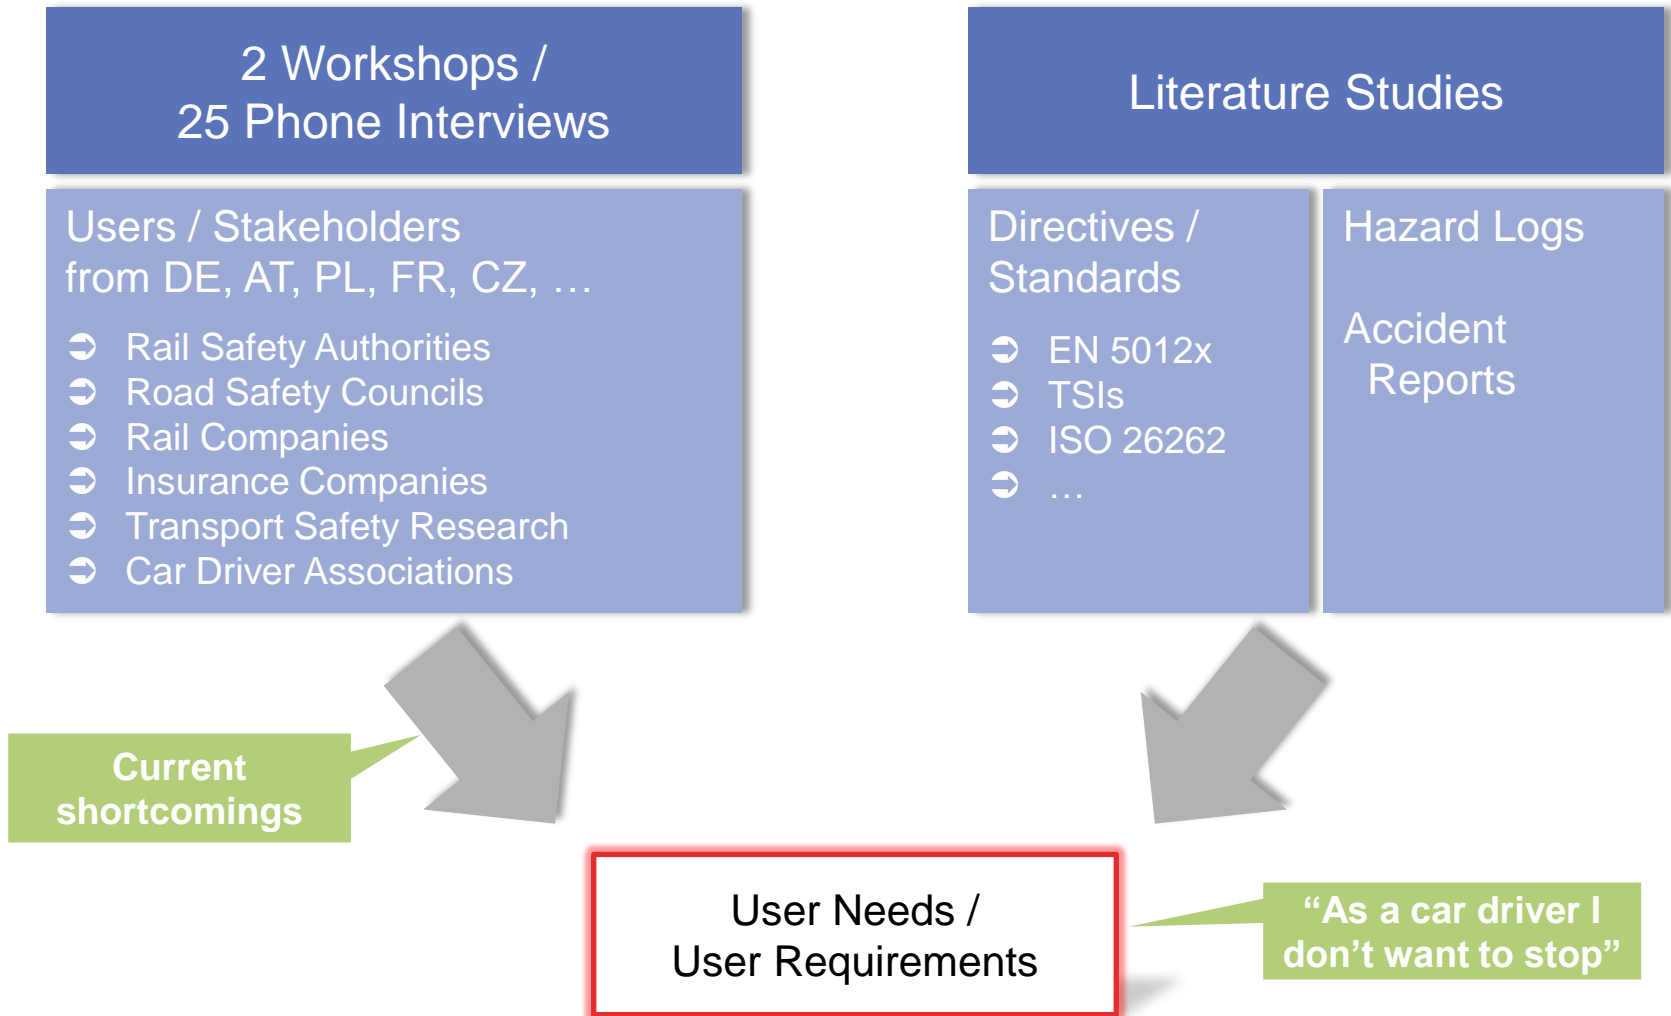 2 Workshops /
25 Phone Interviews
Users / Stakeholders
from DE, AT, PL, FR, CZ, …
Rail Safety Authorities
Road Safety Councils
Rail Companies
Insurance Companies
Transport Safety Research
Car Driver Associations
Literature Studies
Directives /
Standards
EN 5012x
TSIs
ISO 26262
…
Hazard Logs
Accident
Reports
Current
shortcomings
User Needs /
User Requirements
“As a car driver I
don’t want to stop”